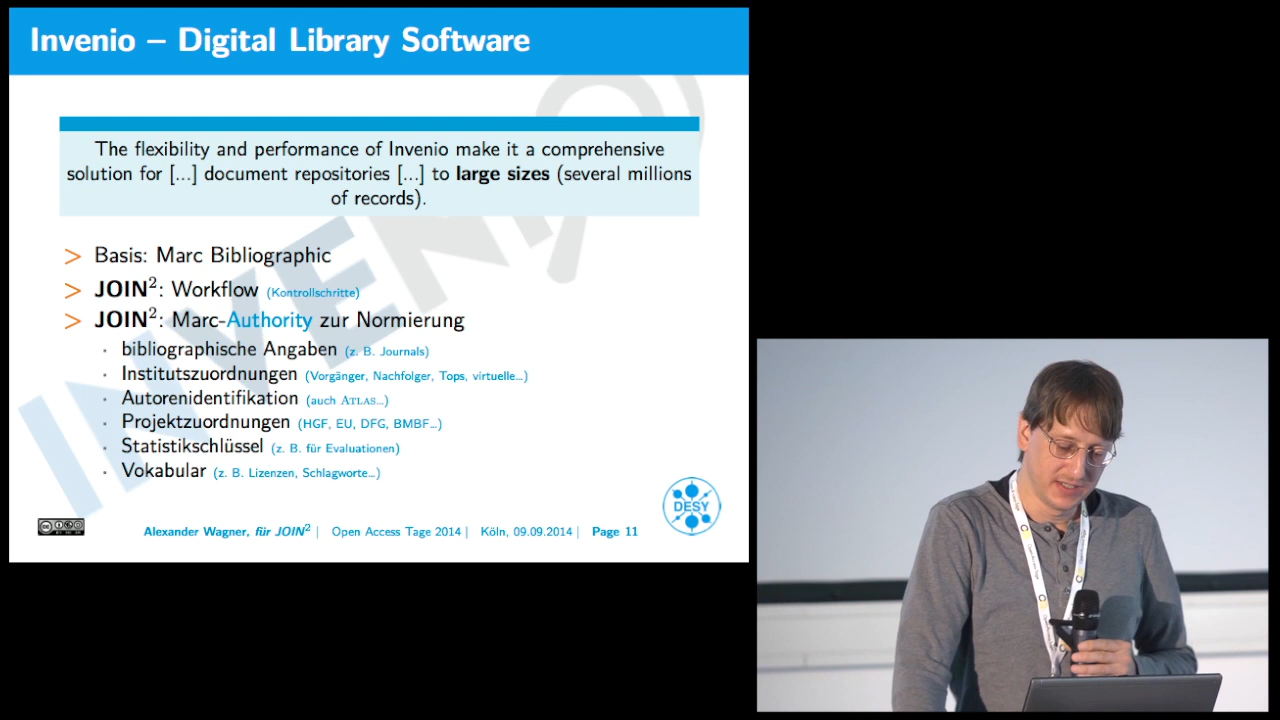 Invenio – Digital Library Software
The flexibility and performance of Invenio make it a comprehensive
solution for [...] document repositories [...] to large sizes (several millions
of records).
> Basis: Marc Bibliographic
> JOIN²: Workflow (Kontrollschritte)
> JOIN²: Marc-Authority zur Normierung
· bibliographische Angaben (z. B. Journals)
· Institutszuordnungen (Vorgänger, Nachfolger, Tops, virtuelle...)
· Autorenidentifikation (auch ATLAS...)
· Projektzuordnungen (HGF, EU, DFG, BMBF...)
· Statistikschlüssel (z. B. für Evaluationen)
· Vokabular (z. B. Lizenzen, Schlagworte...)
INVENIO
DESY
Alexander Wagner, für JOIN² | Open Access Tage 2014 | Köln, 09.09.2014 | Page 11